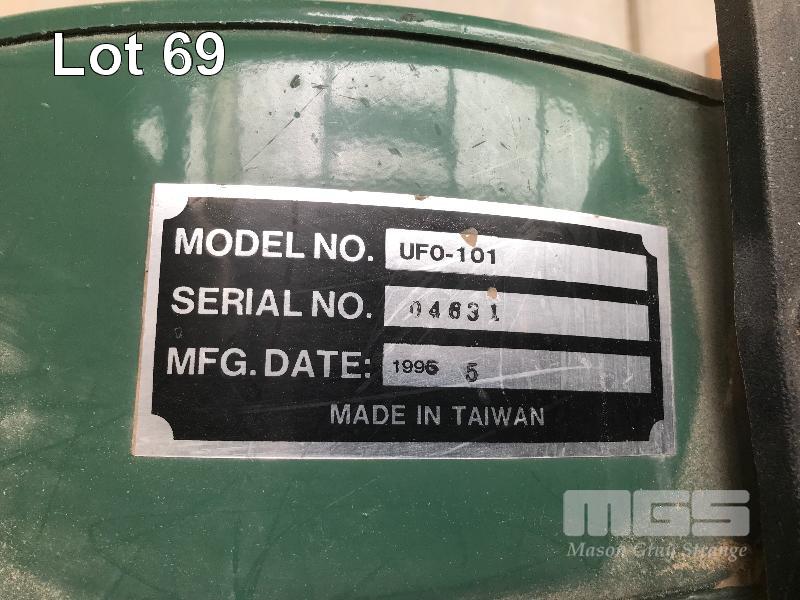 Lot 69
MODEL NO. UFO-101
SERIAL NO. 04631
MFG. DATE: 1996 5
MADE IN TAIWAN
MGS
Mason Gray Strange